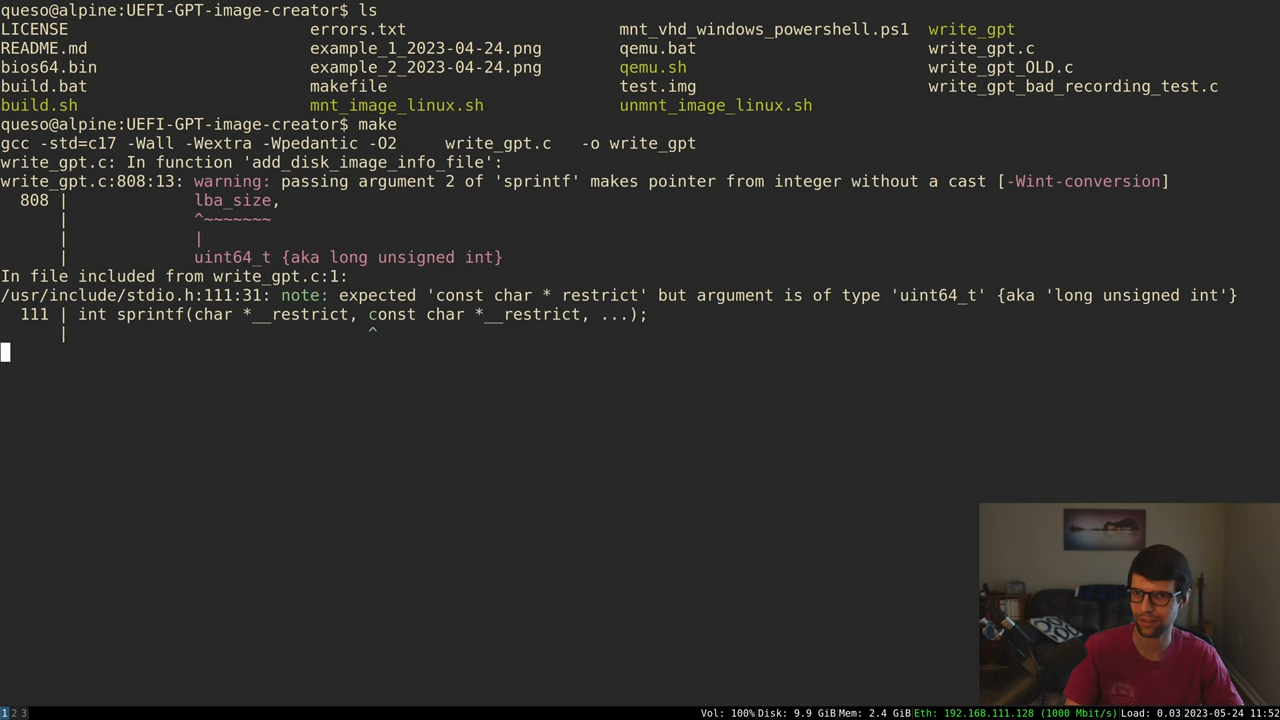 queso@alpine:UEFI-GPT-image-creator$ ls
LICENSE errors.txt mnt_vhd_windows_powershell.ps1 write_gpt
README.md example_1_2023-04-24.png qemu.bat write_gpt.c
bios64.bin example_2_2023-04-24.png qemu.sh write_gpt_OLD.c
build.bat makefile test.img write_gpt_bad_recording_test.c
build.sh mnt_image_linux.sh unmnt_image_linux.sh
queso@alpine:UEFI-GPT-image-creator$ make
gcc -std=c17 -Wall -Wextra -Wpedantic -O2 write_gpt.c -o write_gpt
write_gpt.c: In function 'add_disk_image_info_file':
write_gpt.c:808:13: warning: passing argument 2 of 'sprintf' makes pointer from integer without a cast [-Wint-conversion]
808 | lba_size,
| ^~~~~~~~
| |
| uint64_t {aka long unsigned int}
In file included from write_gpt.c:1:
/usr/include/stdio.h:111:31: note: expected 'const char * restrict' but argument is of type 'uint64_t' {aka 'long unsigned int'}
111 | int sprintf(char *__restrict, const char *__restrict, ...);
| ^
1 2 3 Vol: 100% Disk: 9.9 GiB Mem: 2.4 GiB Eth: 192.168.111.128 (1000 Mbit/s) Load: 0.03 2023-05-24 11:52